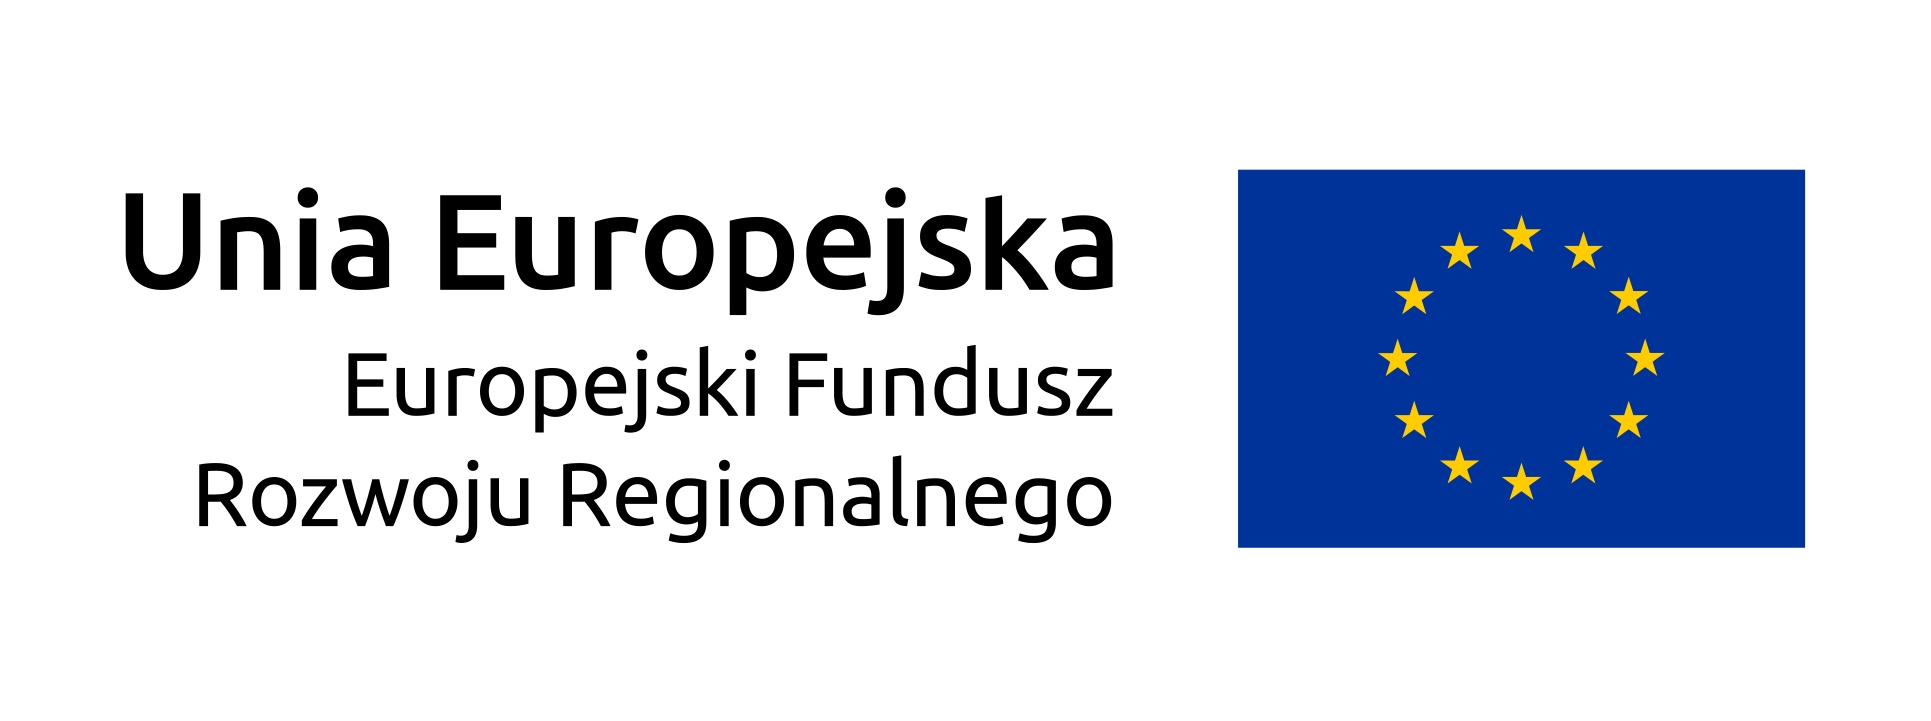 Unia Europejska
Europejski Fundusz
Rozwoju Regionalnego